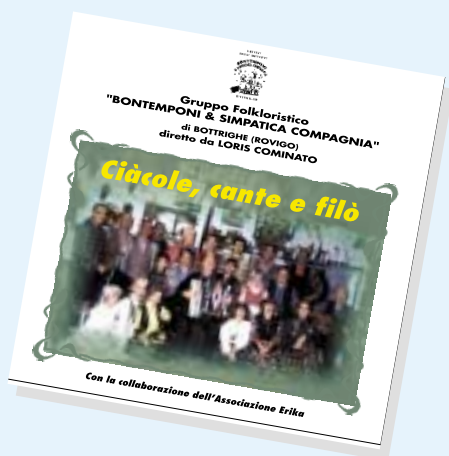 Gruppo Folkloristico
"BONTEMPONI & SIMPATICA COMPAGNIA"
di BOTTRIGHE (ROVIGO)
diretto da LORIS COMINATO
Ciàcole, cante e filò
Con la collaborazione dell'Associazione Erika